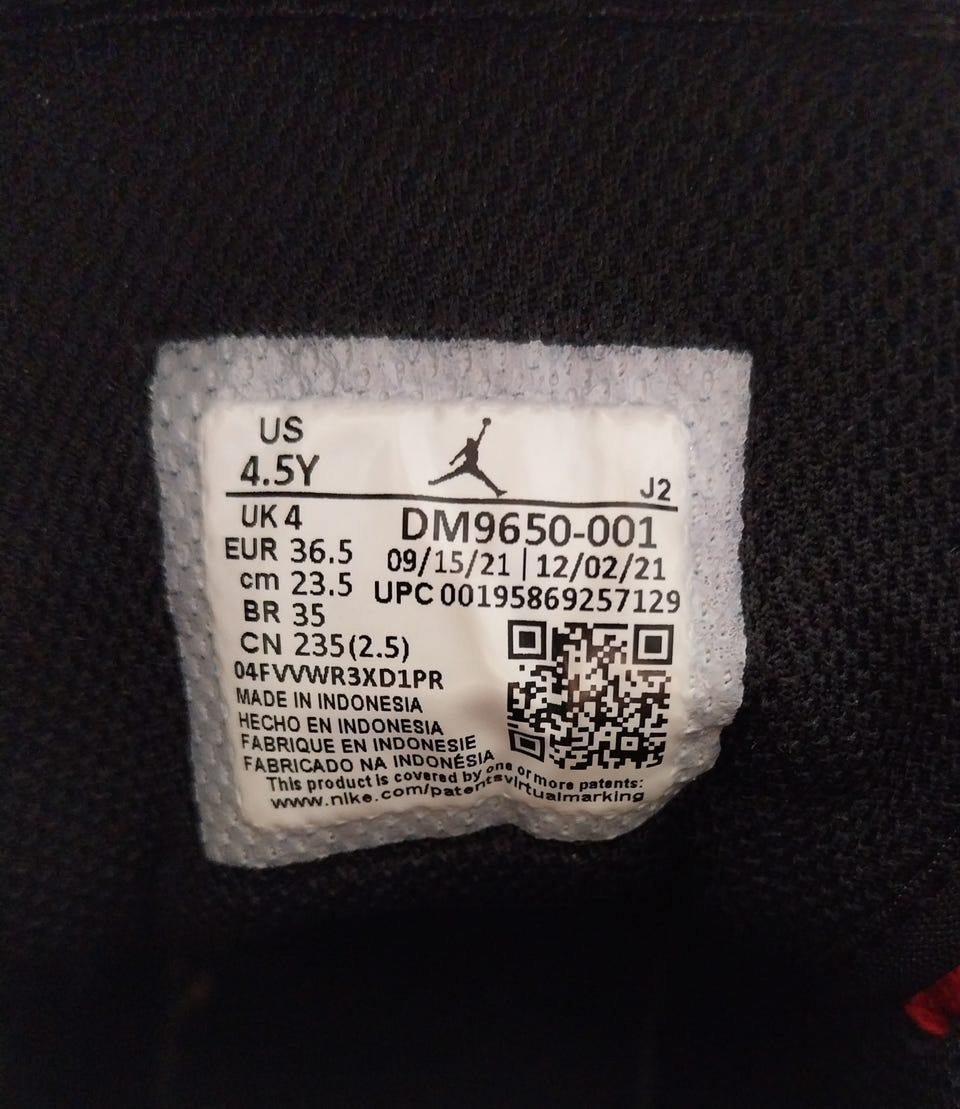 US
4.5Y
J2
UK 4
EUR 36.5
cm 23.5
BR 35
CN 235(2.5)
DM9650-001
09/15/21 | 12/02/21
UPC 00195869257129
04FVVWR3XD1PR
MADE IN INDONESIA
HECHO EN INDONESIA
FABRIQUE EN INDONESIE
FABRICADO NA INDONÉSIA
This product is covered by one or more patents:
www.nike.com/patentsvirtualmarking